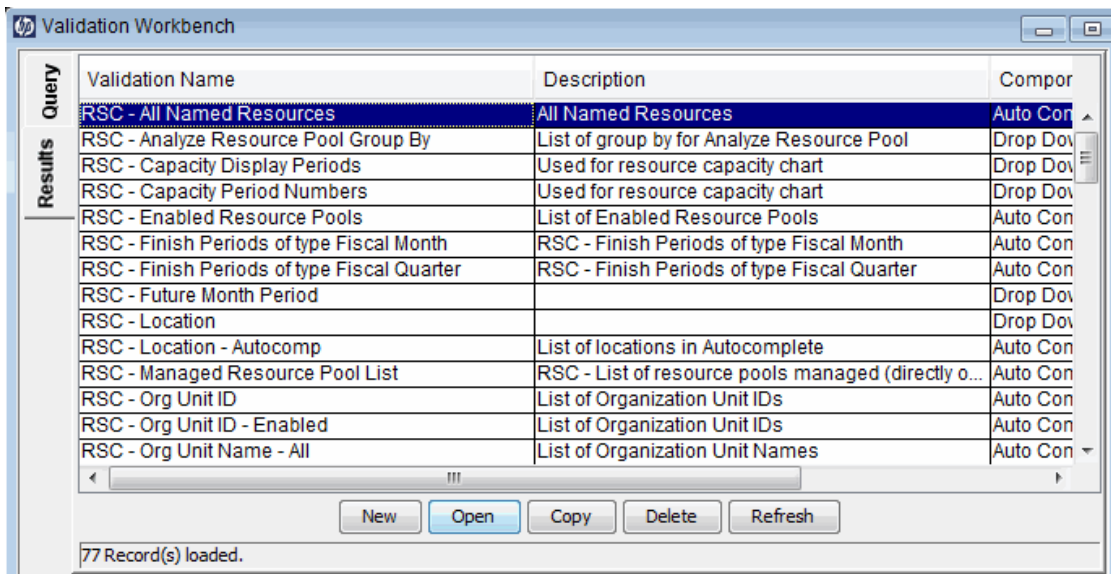 Validation Workbench
Query
Results
Validation Name Description Compor
RSC - All Named Resources All Named Resources Auto Con
RSC - Analyze Resource Pool Group By List of group by for Analyze Resource Pool Drop Dov
RSC - Capacity Display Periods Used for resource capacity chart Drop Dov
RSC - Capacity Period Numbers Used for resource capacity chart Drop Dov
RSC - Enabled Resource Pools List of Enabled Resource Pools Auto Con
RSC - Finish Periods of type Fiscal Month RSC - Finish Periods of type Fiscal Month Auto Con
RSC - Finish Periods of type Fiscal Quarter RSC - Finish Periods of type Fiscal Quarter Auto Con
RSC - Future Month Period Drop Dov
RSC - Location Drop Dov
RSC - Location - Autocomp List of locations in Autocomplete Auto Con
RSC - Managed Resource Pool List RSC - List of resource pools managed (directly o... Auto Con
RSC - Org Unit ID List of Organization Unit IDs Auto Con
RSC - Org Unit ID - Enabled List of Organization Unit IDs Auto Con
RSC - Org Unit Name - All List of Organization Unit Names Auto Con
New Open Copy Delete Refresh
77 Record(s) loaded.